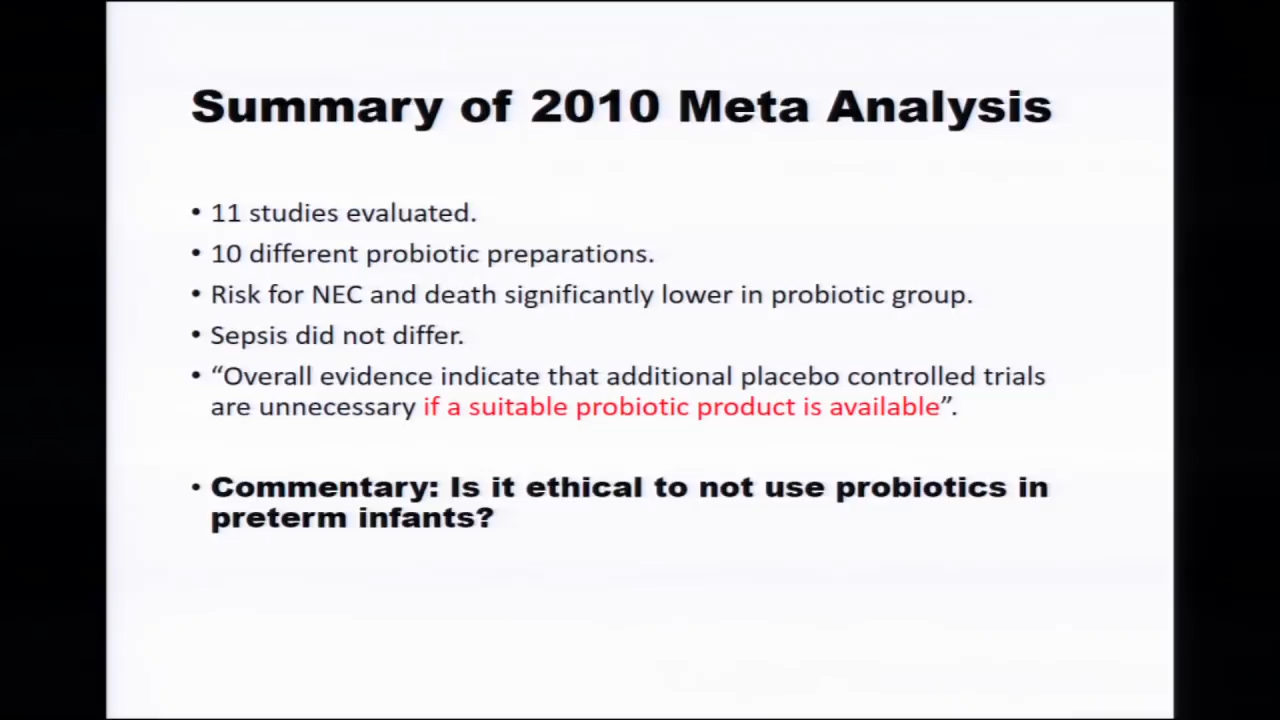 Summary of 2010 Meta Analysis
• 11 studies evaluated.
• 10 different probiotic preparations.
• Risk for NEC and death significantly lower in probiotic group.
• Sepsis did not differ.
• “Overall evidence indicate that additional placebo controlled trials
are unnecessary if a suitable probiotic product is available”.
• Commentary: Is it ethical to not use probiotics in
preterm infants?